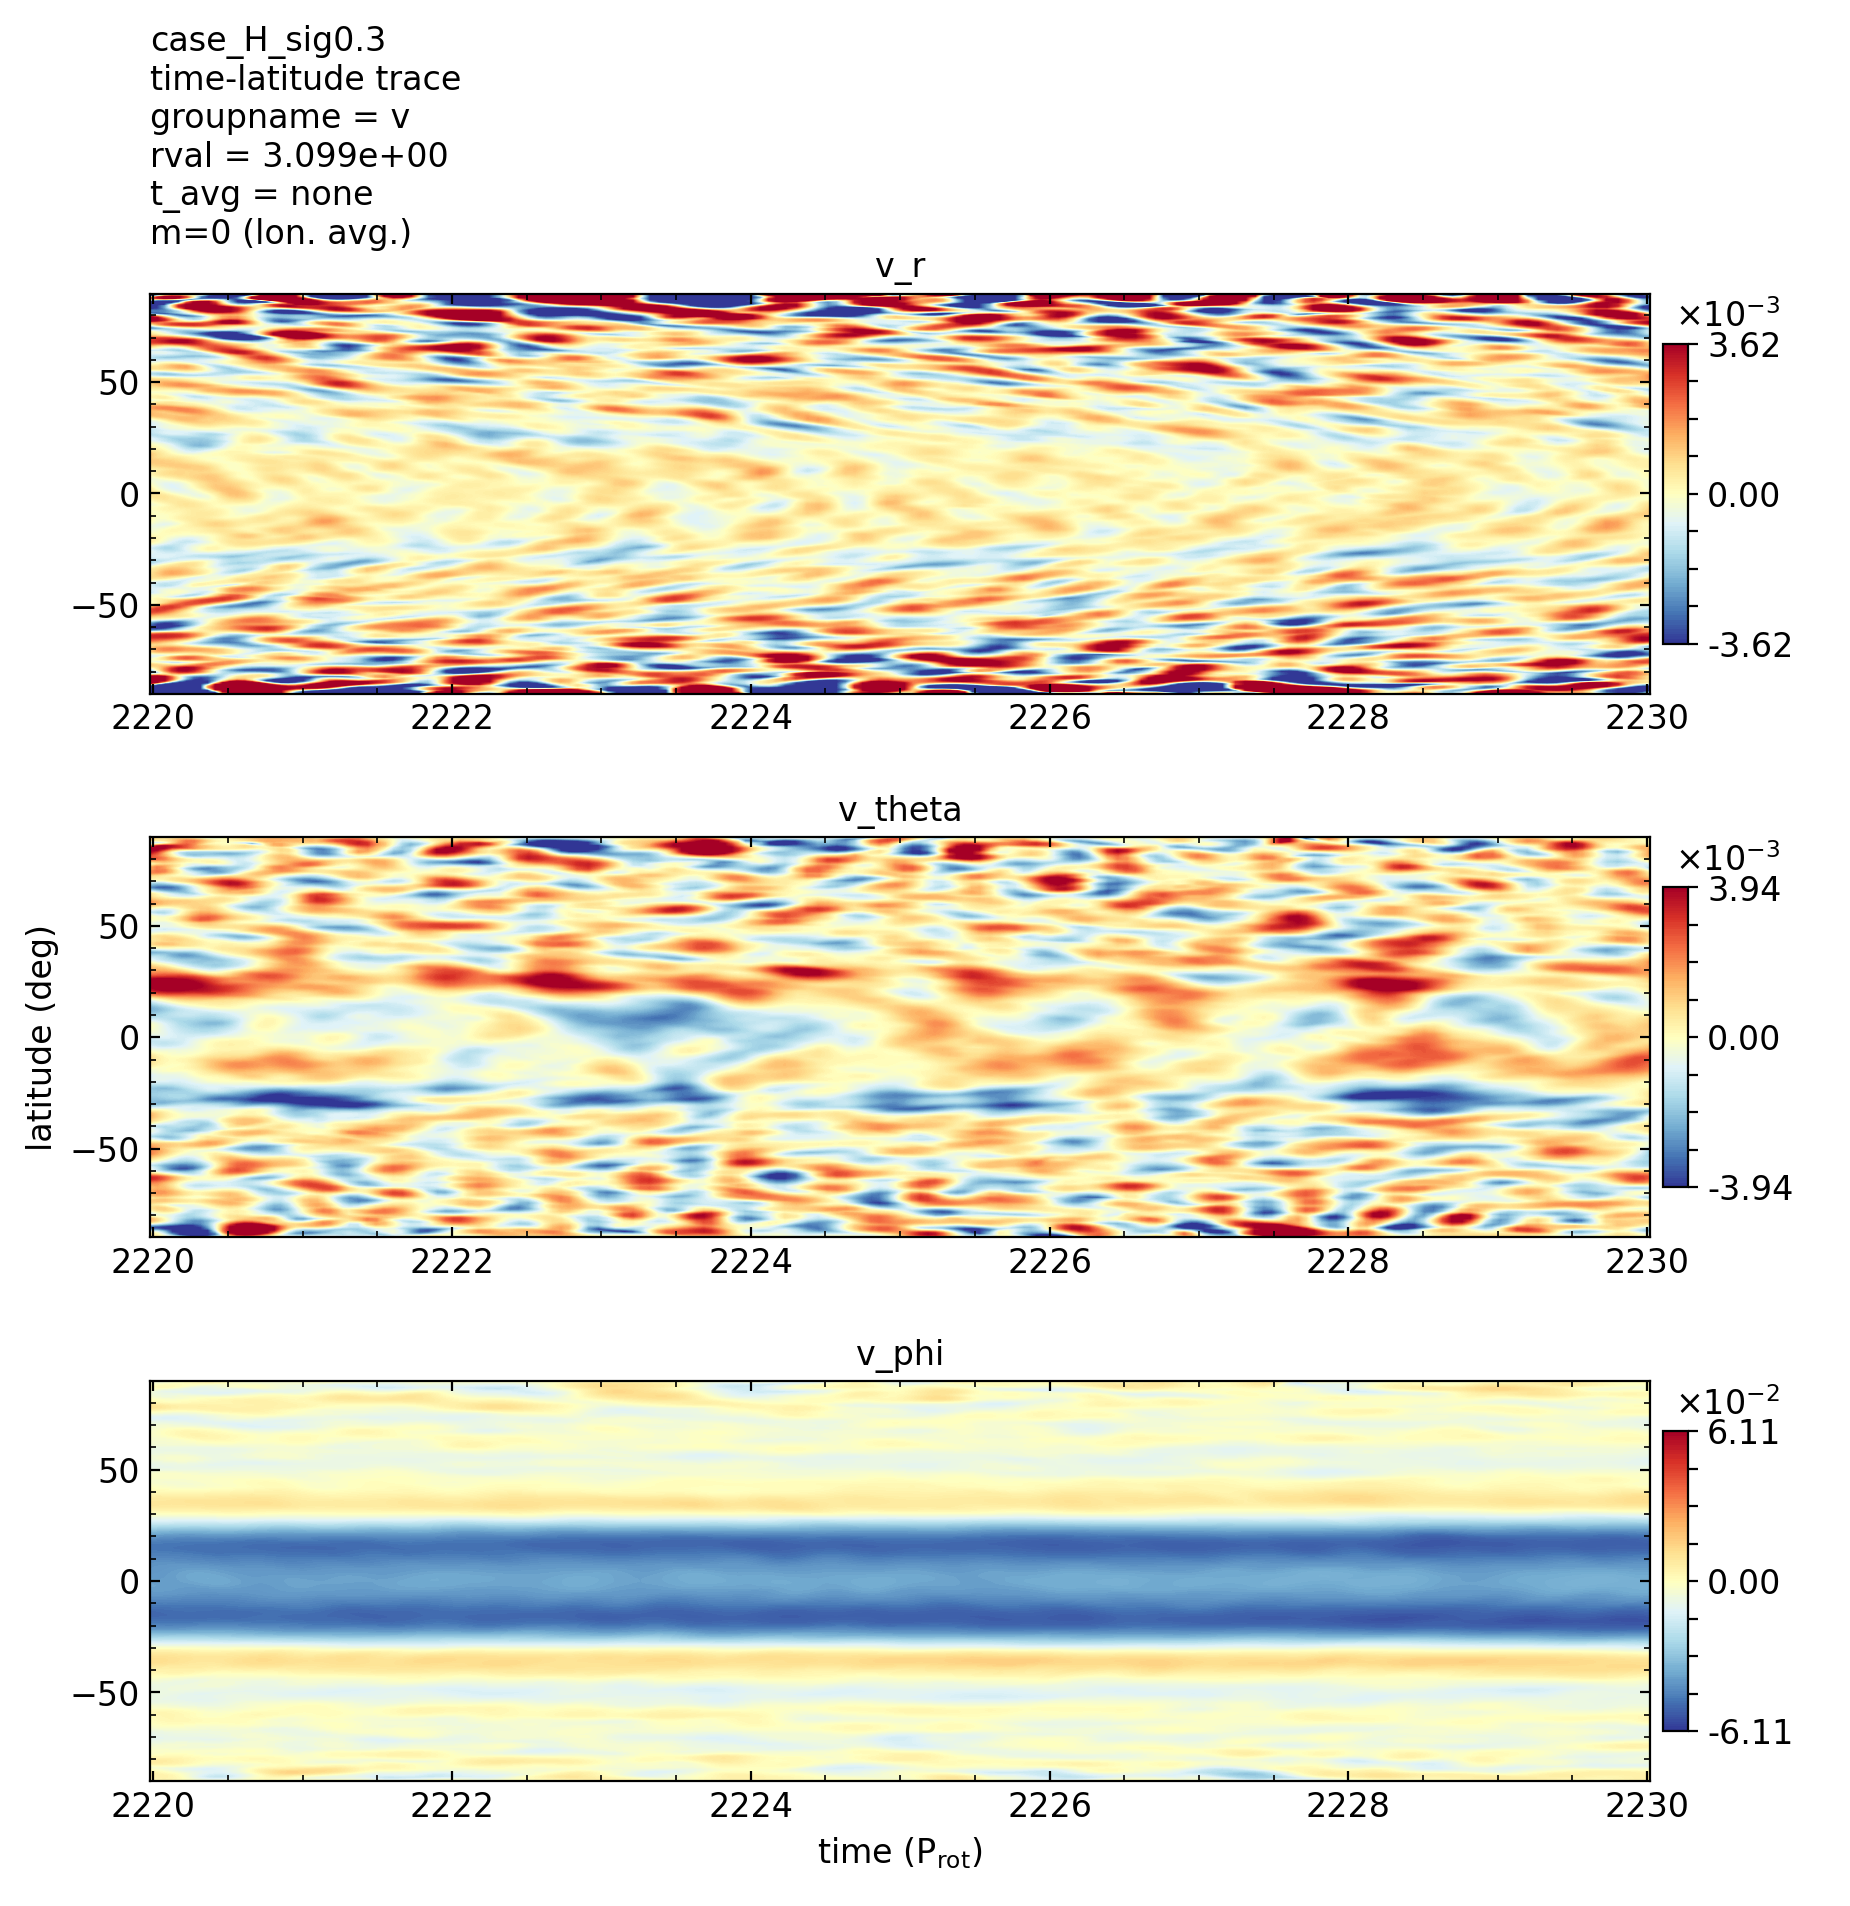 case_H_sig0.3
time-latitude trace
groupname = v
rval = 3.099e+00
t_avg = none
m=0 (lon. avg.)
v_r
×10⁻³
3.62
0.00
-3.62
50
0
−50
2220 2222 2224 2226 2228 2230
v_theta
×10⁻³
3.94
0.00
-3.94
latitude (deg)
50
0
−50
2220 2222 2224 2226 2228 2230
v_phi
×10⁻²
6.11
0.00
-6.11
50
0
−50
2220 2222 2224 2226 2228 2230
time (P_rot)